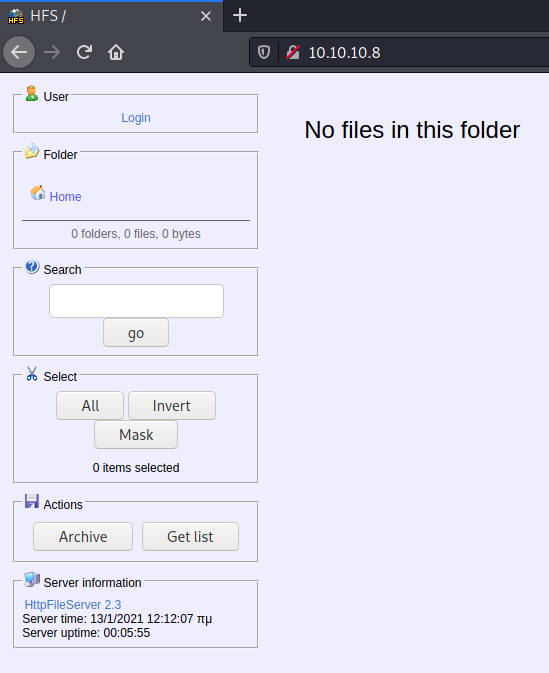 HFS /
10.10.10.8
User
Login
Folder
Home
0 folders, 0 files, 0 bytes
Search
go
Select
All Invert
Mask
0 items selected
Actions
Archive Get list
Server information
HttpFileServer 2.3
Server time: 13/1/2021 12:12:07 πμ
Server uptime: 00:05:55
No files in this folder